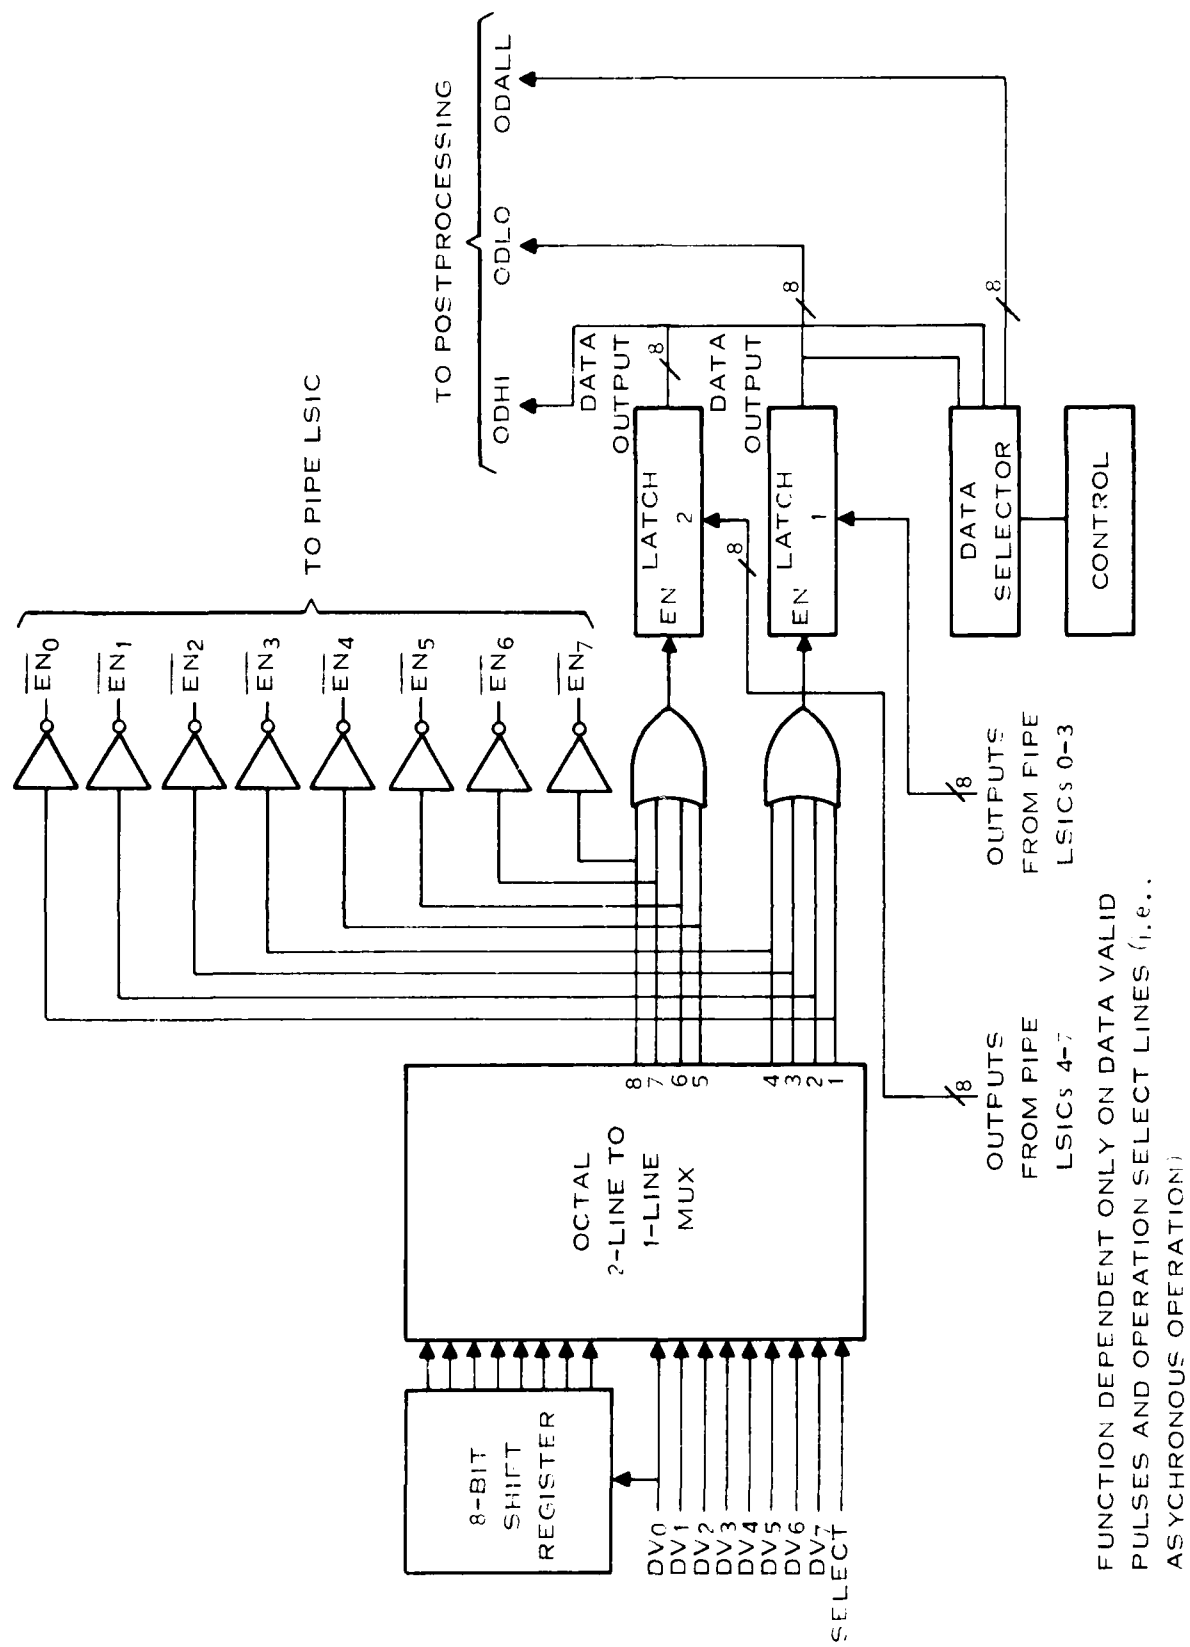 8-BIT
SHIFT
REGISTER
DV0
DV1
DV2
DV3
DV4
DV5
DV6
DV7
SELECT
OCTAL
2-LINE TO
1-LINE
MUX
8
7
6
5
4
3
2
1
EN0
EN1
EN2
EN3
EN4
EN5
EN6
EN7
TO PIPE LSIC
EN LATCH
2
EN LATCH
1
DATA
OUTPUT
8
DATA
OUTPUT
8
8
8
TO POSTPROCESSING
ODHI ODLO ODALL
DATA
SELECTOR
CONTROL
8
OUTPUTS
FROM PIPE
LSICs 4-7
8
OUTPUTS
FROM PIPE
LSICs 0-3
FUNCTION DEPENDENT ONLY ON DATA VALID
PULSES AND OPERATION SELECT LINES (i.e..
ASYCHRONOUS OPERATION)